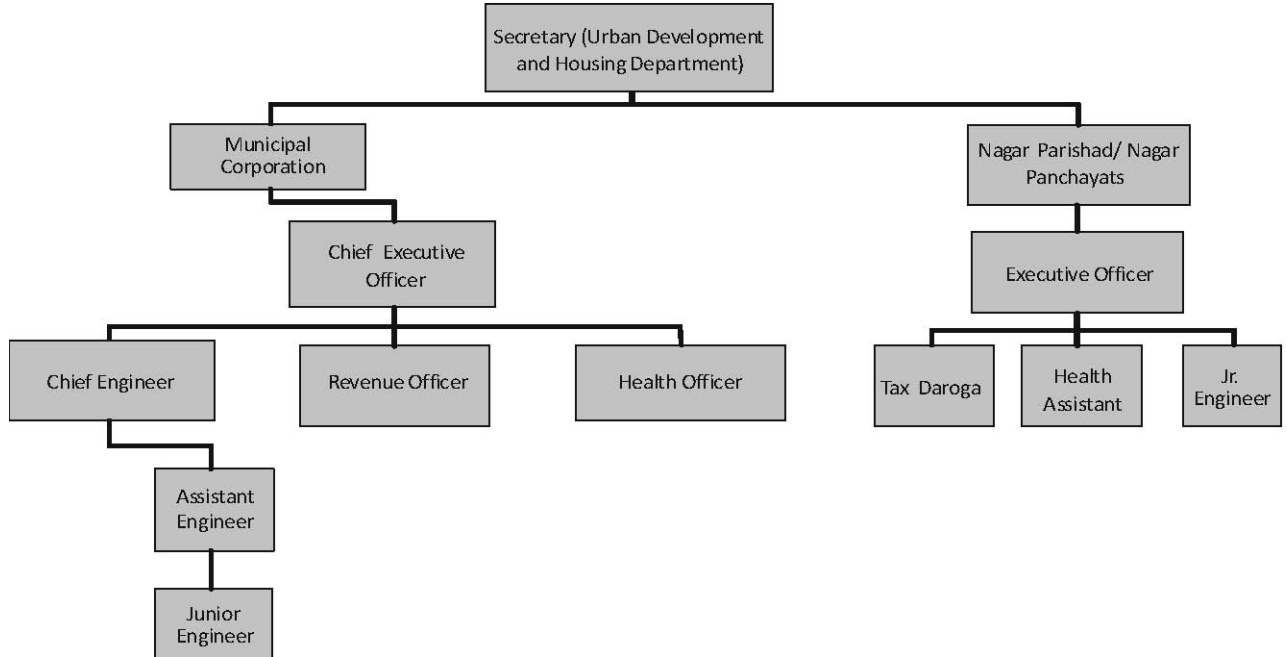 Secretary (Urban Development
and Housing Department)
Municipal
Corporation
Nagar Parishad/ Nagar
Panchayats
Chief Executive
Officer
Executive Officer
Chief Engineer
Revenue Officer
Health Officer
Tax Daroga
Health
Assistant
Jr.
Engineer
Assistant
Engineer
Junior
Engineer